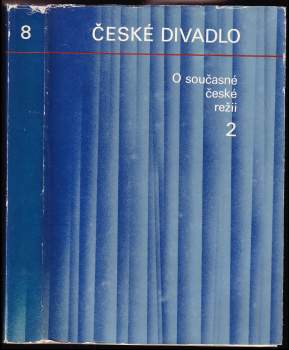 8
ČESKÉ DIVADLO
O současné
české
režii
2